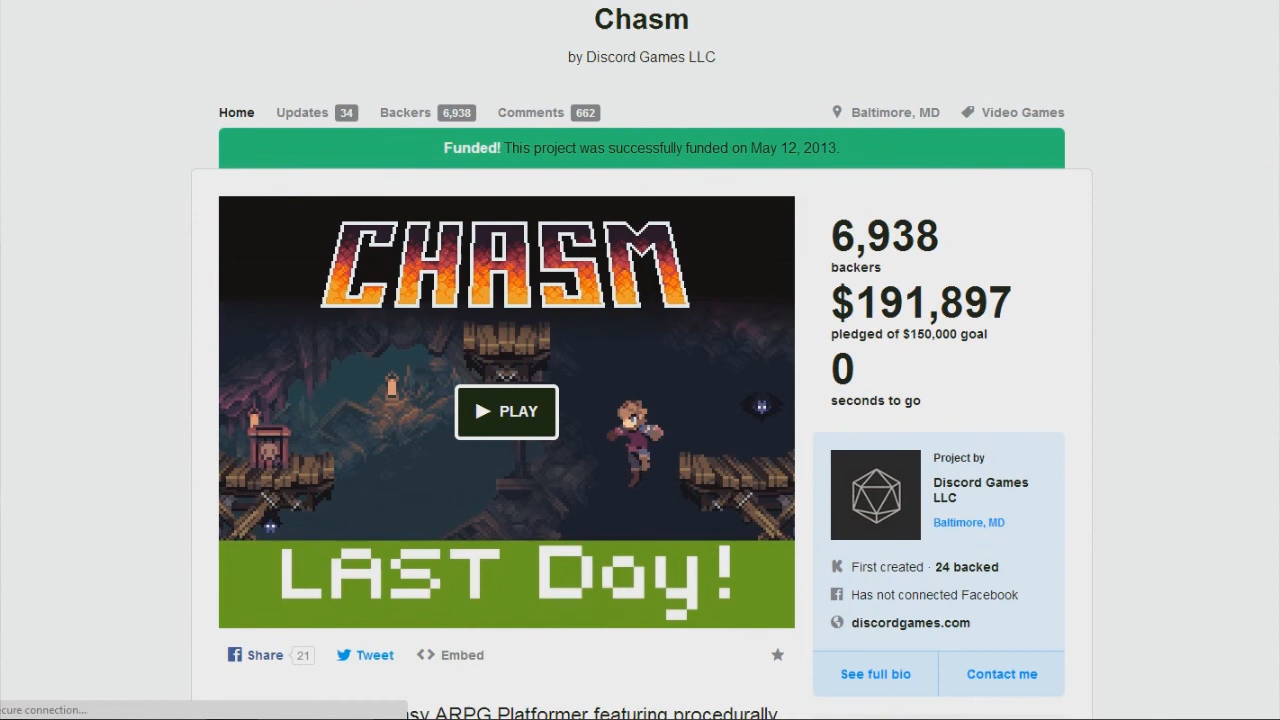 Chasm
by Discord Games LLC
Home Updates 34 Backers 6,938 Comments 662 Baltimore, MD Video Games
Funded! This project was successfully funded on May 12, 2013.
CHASM
PLAY
LAST Day!
6,938
backers
$191,897
pledged of $150,000 goal
0
seconds to go
Project by
Discord Games
LLC
Baltimore, MD
First created · 24 backed
Has not connected Facebook
discordgames.com
See full bio Contact me
Share 21 Tweet Embed
ARPG Platformer featuring procedurally
connection...